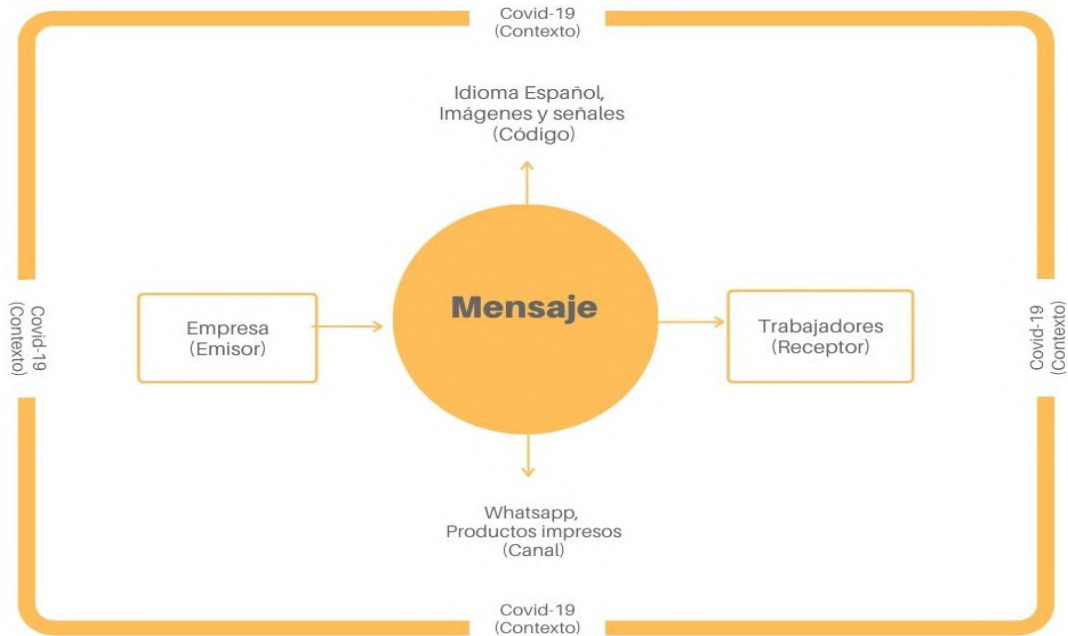 Covid-19
(Contexto)
Idioma Español,
Imágenes y señales
(Código)
Covid-19
(Contexto)
Empresa
(Emisor)
Mensaje
Trabajadores
(Receptor)
Covid-19
(Contexto)
Whatsapp,
Productos impresos
(Canal)
Covid-19
(Contexto)